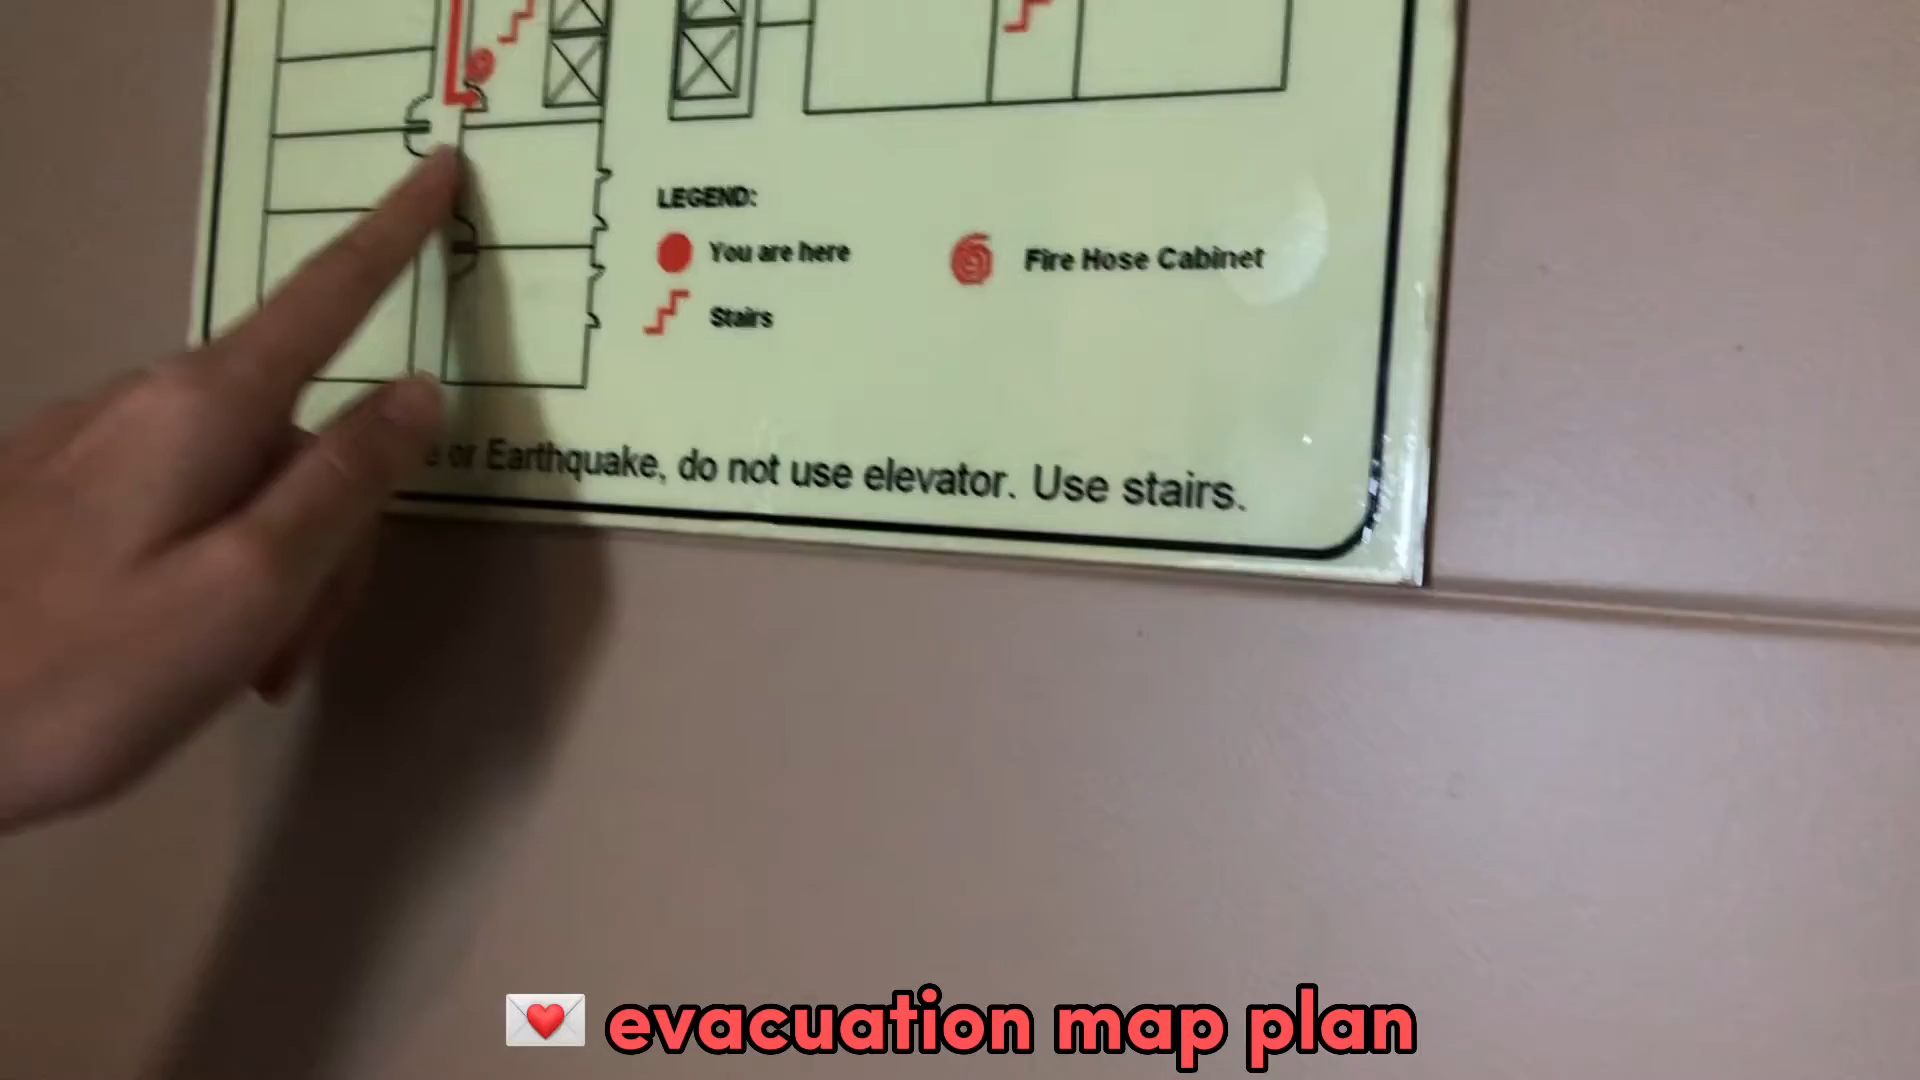 LEGEND:
You are here
Fire Hose Cabinet
Stairs
or Earthquake, do not use elevator. Use stairs.
💌 evacuation map plan